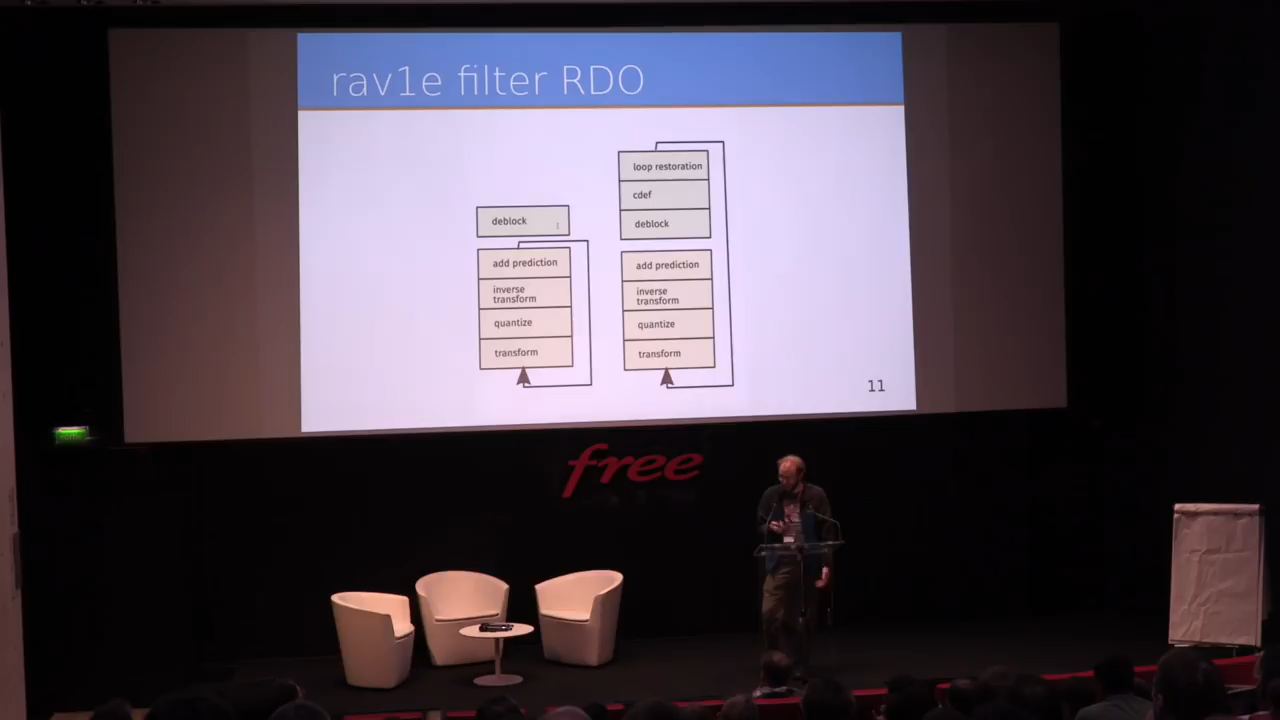 rav1e filter RDO
deblock
add prediction
inverse
transform
quantize
transform
loop restoration
cdef
deblock
add prediction
inverse
transform
quantize
transform
11
free